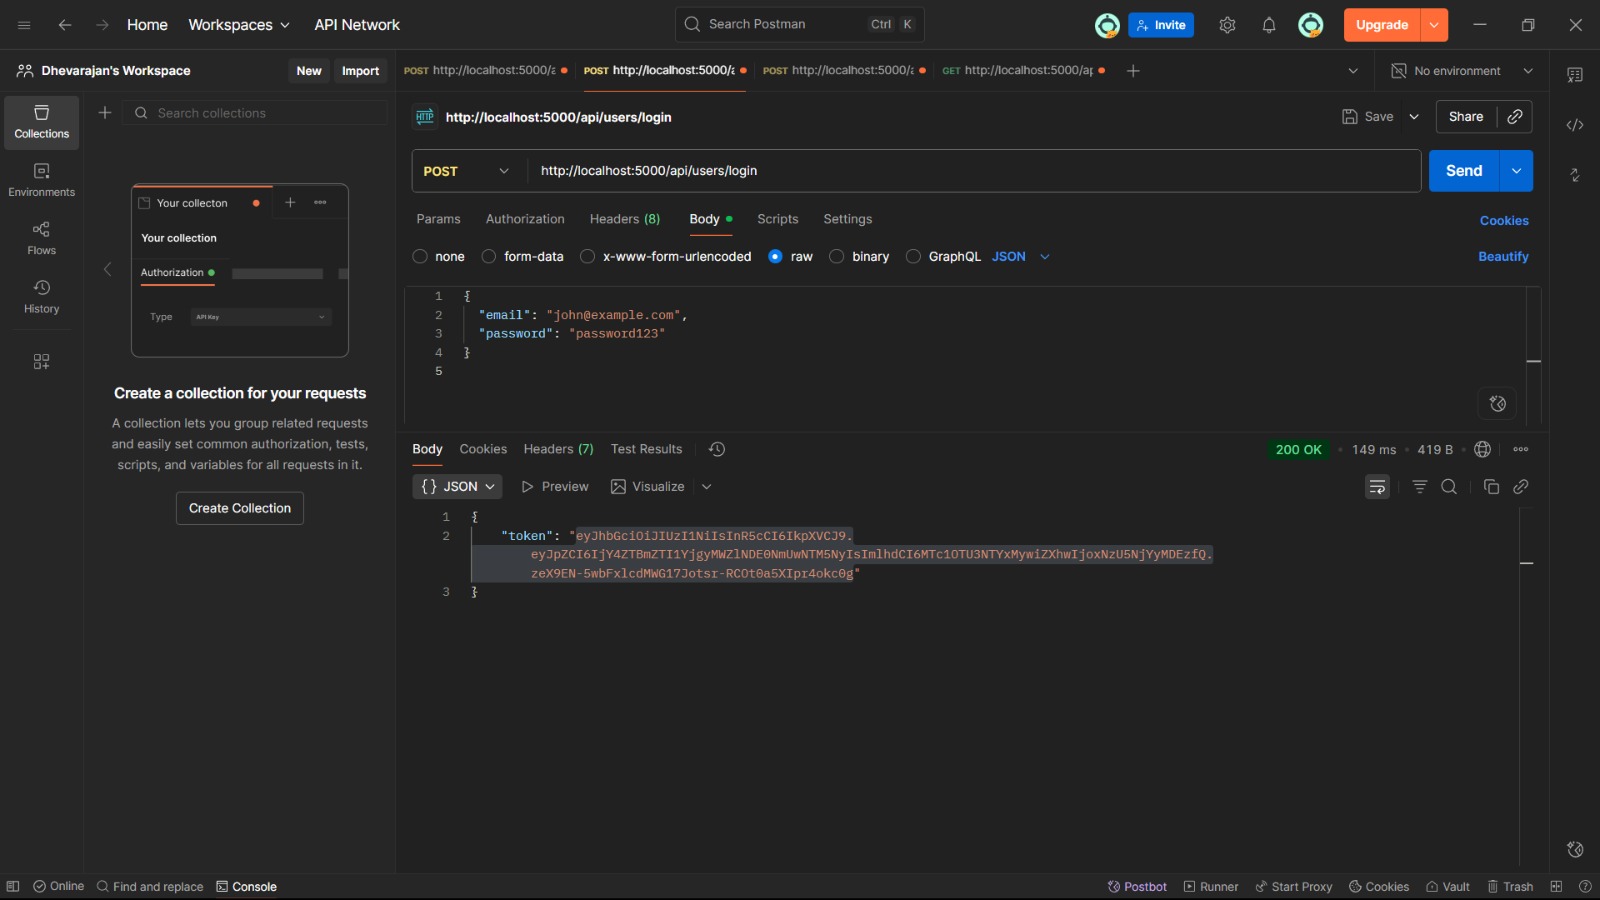 Home Workspaces API Network Search Postman Ctrl K Invite Upgrade
Dhevarajan's Workspace New Import POST http://localhost:5000/a POST http://localhost:5000/a POST http://localhost:5000/a GET http://localhost:5000/ap No environment
Collections
Environments
Flows
History
Search collections
Your collecton
Your collection
Authorization
Type API Key
Create a collection for your requests
A collection lets you group related requests
and easily set common authorization, tests,
scripts, and variables for all requests in it.
Create Collection
HTTP http://localhost:5000/api/users/login Save Share
POST http://localhost:5000/api/users/login Send
Params Authorization Headers (8) Body Scripts Settings Cookies
none form-data x-www-form-urlencoded raw binary GraphQL JSON Beautify
1 {
2 "email": "john@example.com",
3 "password": "password123"
4 }
5
Body Cookies Headers (7) Test Results 200 OK 149 ms 419 B
{} JSON Preview Visualize
1 {
2 "token": "eyJhbGciOiJIUzI1NiIsInR5cCI6IkpXVCJ9.
eyJpZCI6IjY4ZTBmZTI1YjgyMWZlNDE0NmUwNTM5NyIsImlhdCI6MTc1OTU3NTYxMywiZXhwIjoxNzU5NjYyMDEzfQ.
zeX9EN-5wbFxlcdMWG17Jotsr-RCOt0a5XIpr4okc0g"
3 }
Online Find and replace Console Postbot Runner Start Proxy Cookies Vault Trash